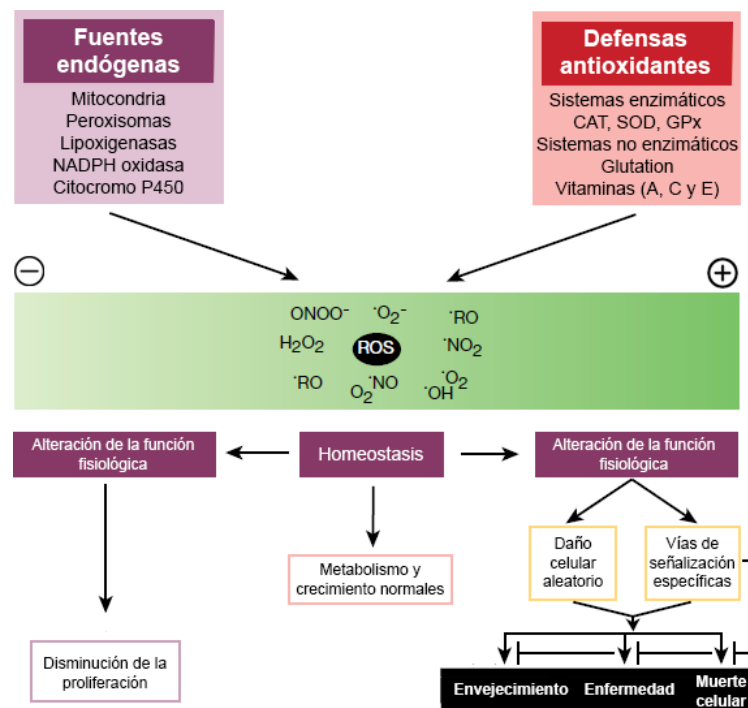 Fuentes
endógenas
Mitocondria
Peroxisomas
Lipoxigenasas
NADPH oxidasa
Citocromo P450
Defensas
antioxidantes
Sistemas enzimáticos
CAT, SOD, GPx
Sistemas no enzimáticos
Glutation
Vitaminas (A, C y E)
− +
ONOO⁻ ˙O₂⁻ ˙RO
H₂O₂ ROS ˙NO₂
˙RO O₂˙NO ˙OH˙O₂
Alteración de la función
fisiológica
Homeostasis
Alteración de la función
fisiológica
Metabolismo y
crecimiento normales
Daño
celular
aleatorio
Vías de
señalización
específicas
Disminución de la
proliferación
Envejecimiento
Enfermedad
Muerte
celular